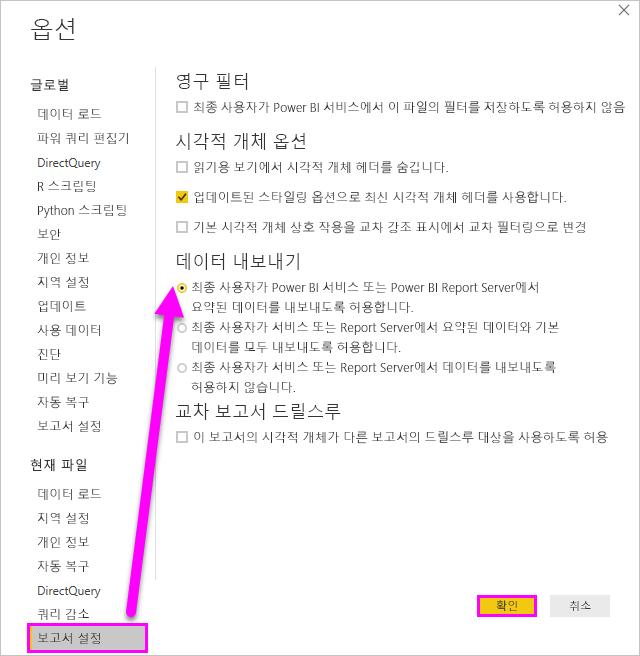 옵션
글로벌
데이터 로드
파워 쿼리 편집기
DirectQuery
R 스크립팅
Python 스크립팅
보안
개인 정보
지역 설정
업데이트
사용 데이터
진단
미리 보기 기능
자동 복구
보고서 설정
현재 파일
데이터 로드
지역 설정
개인 정보
자동 복구
DirectQuery
쿼리 감소
보고서 설정
영구 필터
최종 사용자가 Power BI 서비스에서 이 파일의 필터를 저장하도록 허용하지 않음
시각적 개체 옵션
읽기용 보기에서 시각적 개체 헤더를 숨깁니다.
업데이트된 스타일링 옵션으로 최신 시각적 개체 헤더를 사용합니다.
기본 시각적 개체 상호 작용을 교차 강조 표시에서 교차 필터링으로 변경
데이터 내보내기
최종 사용자가 Power BI 서비스 또는 Power BI Report Server에서
요약된 데이터를 내보내도록 허용합니다.
최종 사용자가 서비스 또는 Report Server에서 요약된 데이터와 기본
데이터를 모두 내보내도록 허용합니다.
최종 사용자가 서비스 또는 Report Server에서 데이터를 내보내도록
허용하지 않습니다.
교차 보고서 드릴스루
이 보고서의 시각적 개체가 다른 보고서의 드릴스루 대상을 사용하도록 허용
확인
취소